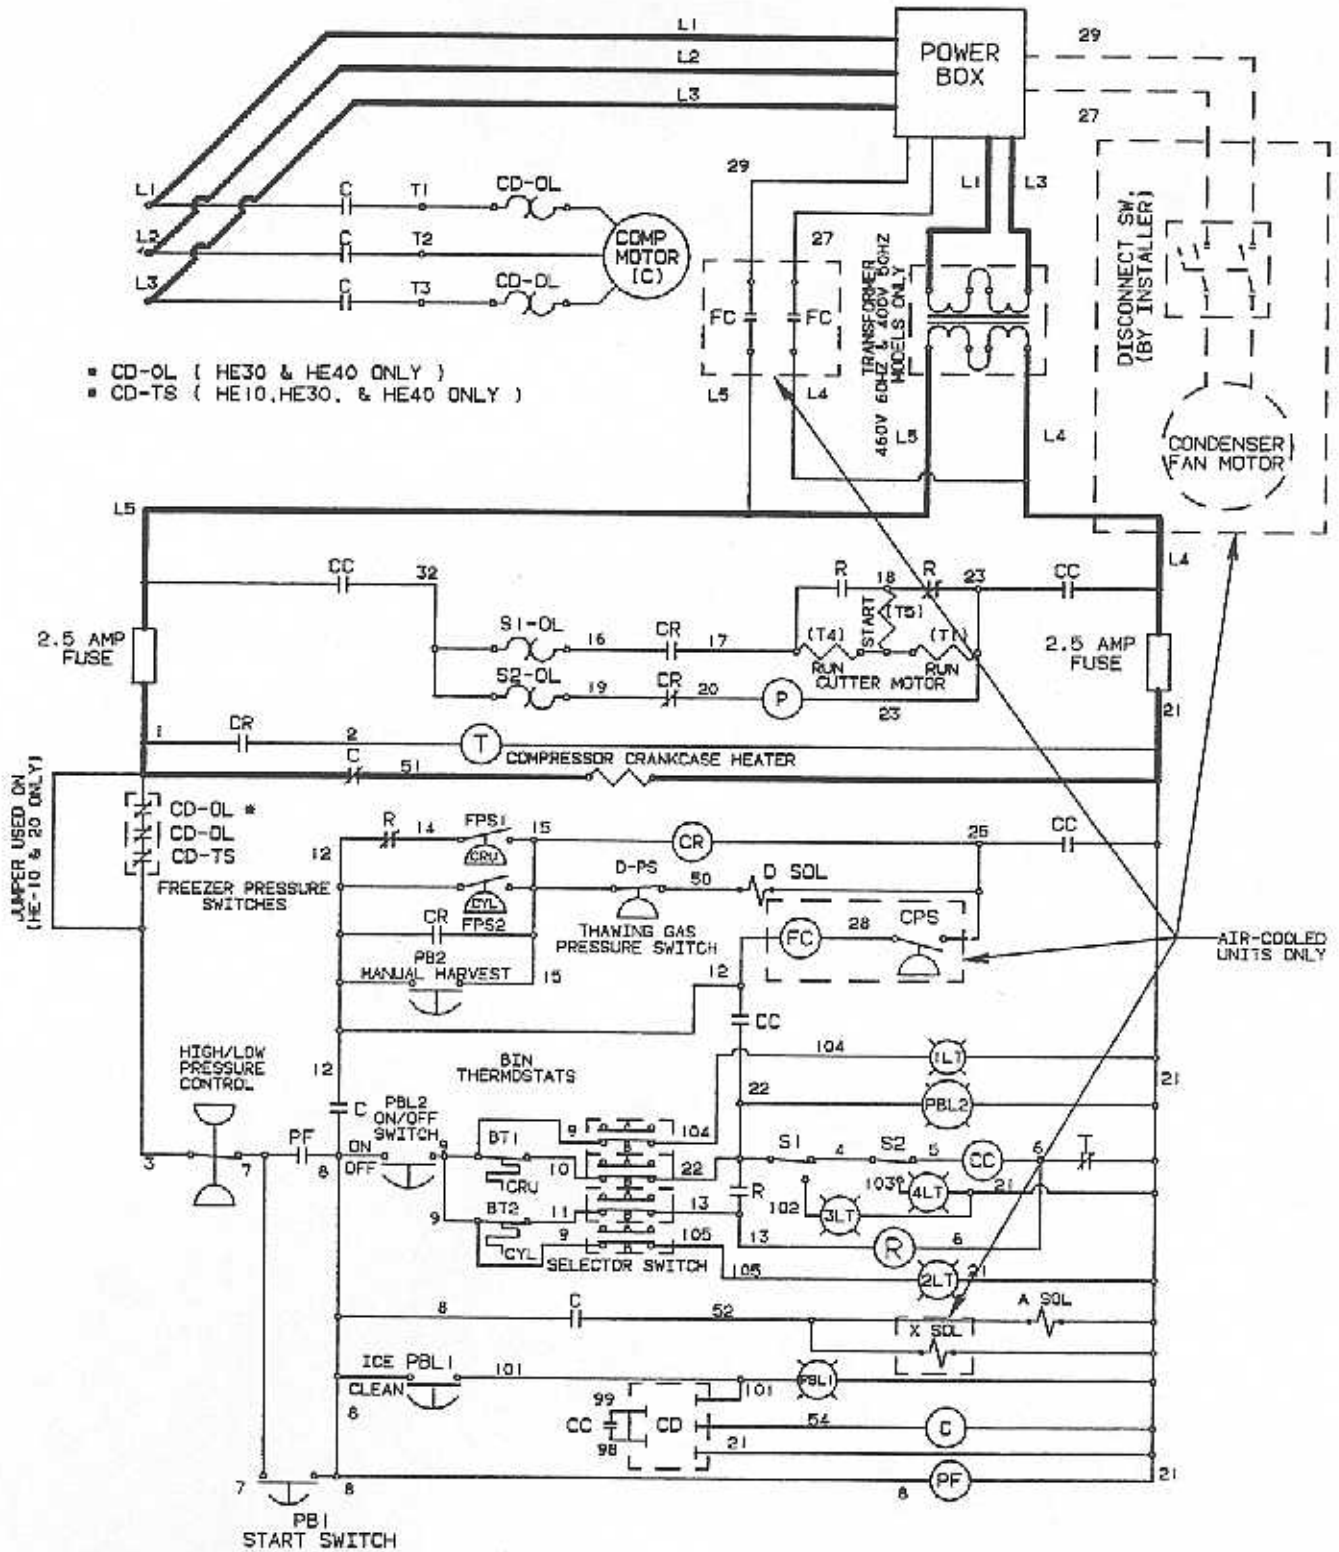 L1
L2
L3
POWER
BOX
29
27
L1
L2
L3
C
C
C
T1
T2
T3
CD-OL
CD-OL
COMP
MOTOR
(C)
29
27
L1
L3
FC
FC
L5
L4
TRANSFORMER
460V 60HZ & 400V 50HZ
MODELS ONLY
L5
L4
DISCONNECT SW.
(BY INSTALLER)
CONDENSER
FAN MOTOR
* CD-OL ( HE30 & HE40 ONLY )
* CD-TS ( HE10,HE30, & HE40 ONLY )
L5
L4
CC
32
R
18
R
23
CC
S1-OL
16
CR
17
(T4)
START
(T5)
(T1)
RUN
RUN
CUTTER MOTOR
2.5 AMP
FUSE
2.5 AMP
FUSE
S2-OL
19
CR
20
P
23
21
1
CR
2
T
C
51
COMPRESSOR CRANKCASE HEATER
JUMPER USED ON
(HE-10 & 20 ONLY)
CD-OL *
CD-OL
CD-TS
12
R
14
FPS1
CRU
15
CR
25
CC
FREEZER PRESSURE
SWITCHES
CYL
FPS2
D-PS
50
D SOL
THAWING GAS
PRESSURE SWITCH
CR
PB2
MANUAL HARVEST
15
12
FC
28
CPS
AIR-COOLED
UNITS ONLY
CC
HIGH/LOW
PRESSURE
CONTROL
12
BIN
THERMOSTATS
104
1LT
21
22
PBL2
C
PBL2
ON/OFF
SWITCH
ON
OFF
3
7
PF
8
9
BT1
CRU
9
10
104
22
S1
4
S2
5
CC
6
T
103
4LT
21
102
3LT
R
9
BT2
CYL
11
9
13
105
SELECTOR SWITCH
13
R
6
105
2LT
21
8
C
52
A SOL
X SOL
ICE
PBL1
CLEAN
101
8
101
PBL1
99
CC
98
CD
54
C
21
7
8
8
PF
21
PB1
START SWITCH